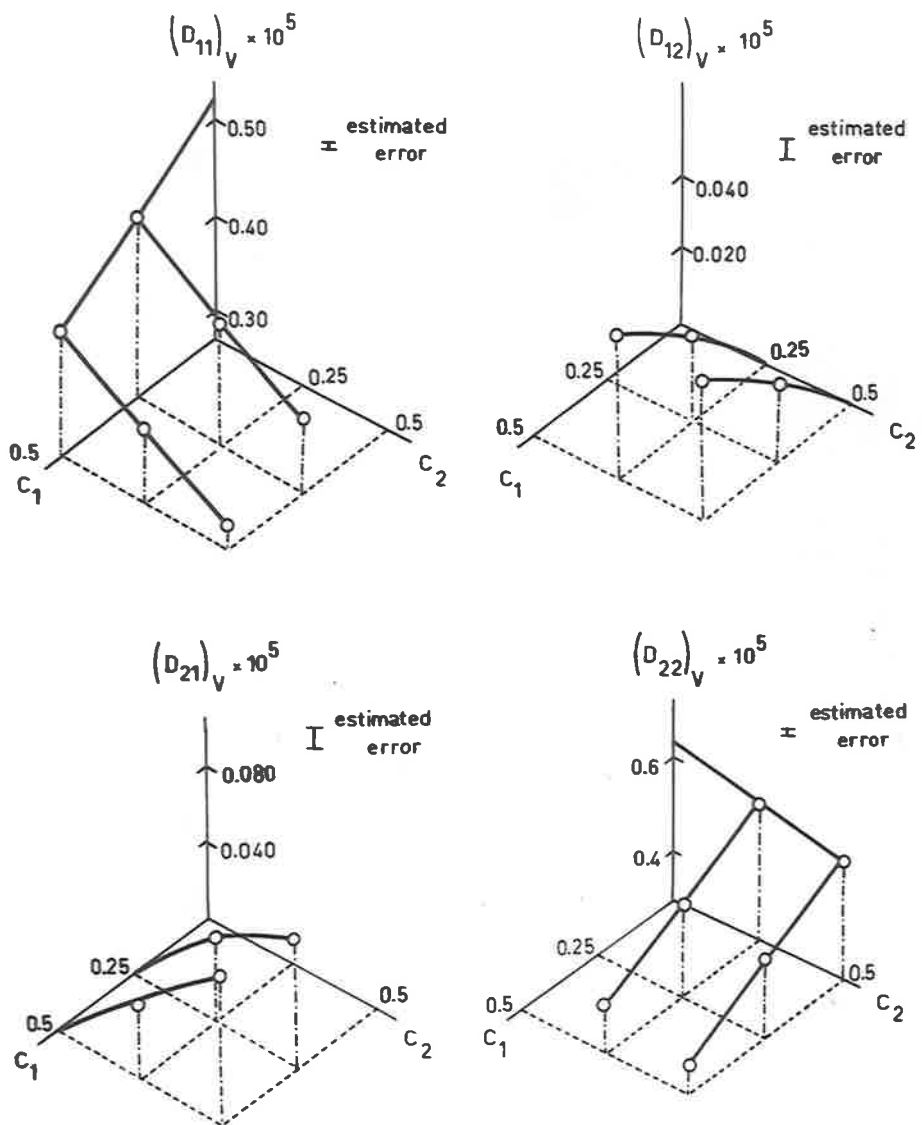 (D11)V × 10^5
0.50
0.40
0.30
estimated
error
0.25
0.5
0.5
C1
C2
(D12)V × 10^5
0.040
0.020
estimated
error
0.25
0.25
0.5
0.5
C1
C2
(D21)V × 10^5
0.080
0.040
estimated
error
0.25
0.5
0.5
C1
C2
(D22)V × 10^5
0.6
0.4
estimated
error
0.25
0.5
0.5
C1
C2